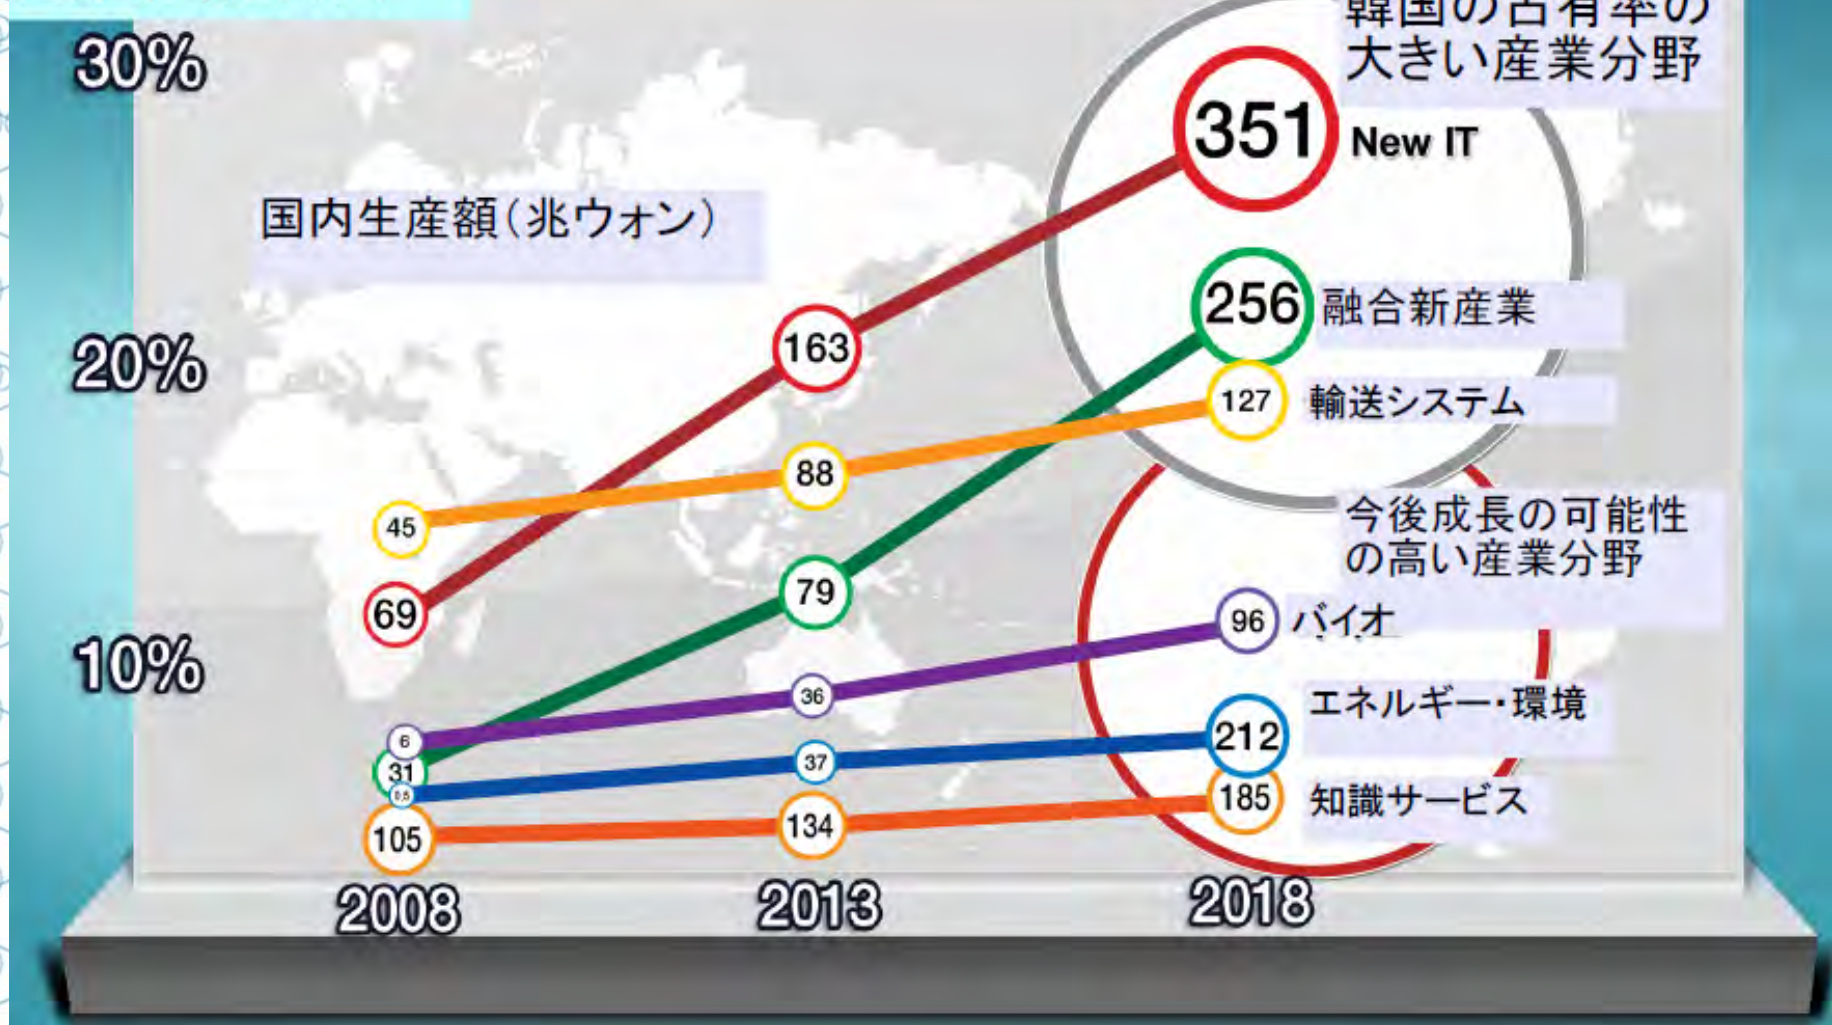 韓国の占有率の
大きい産業分野
30%
351 New IT
国内生産額（兆ウォン）
256 融合新産業
163
20%
127 輸送システム
88
45
今後成長の可能性
の高い産業分野
79
69
96 バイオ
10%
36
エネルギー・環境
212
6
31
37
0.5
知識サービス
185
134
105
2008 2013 2018